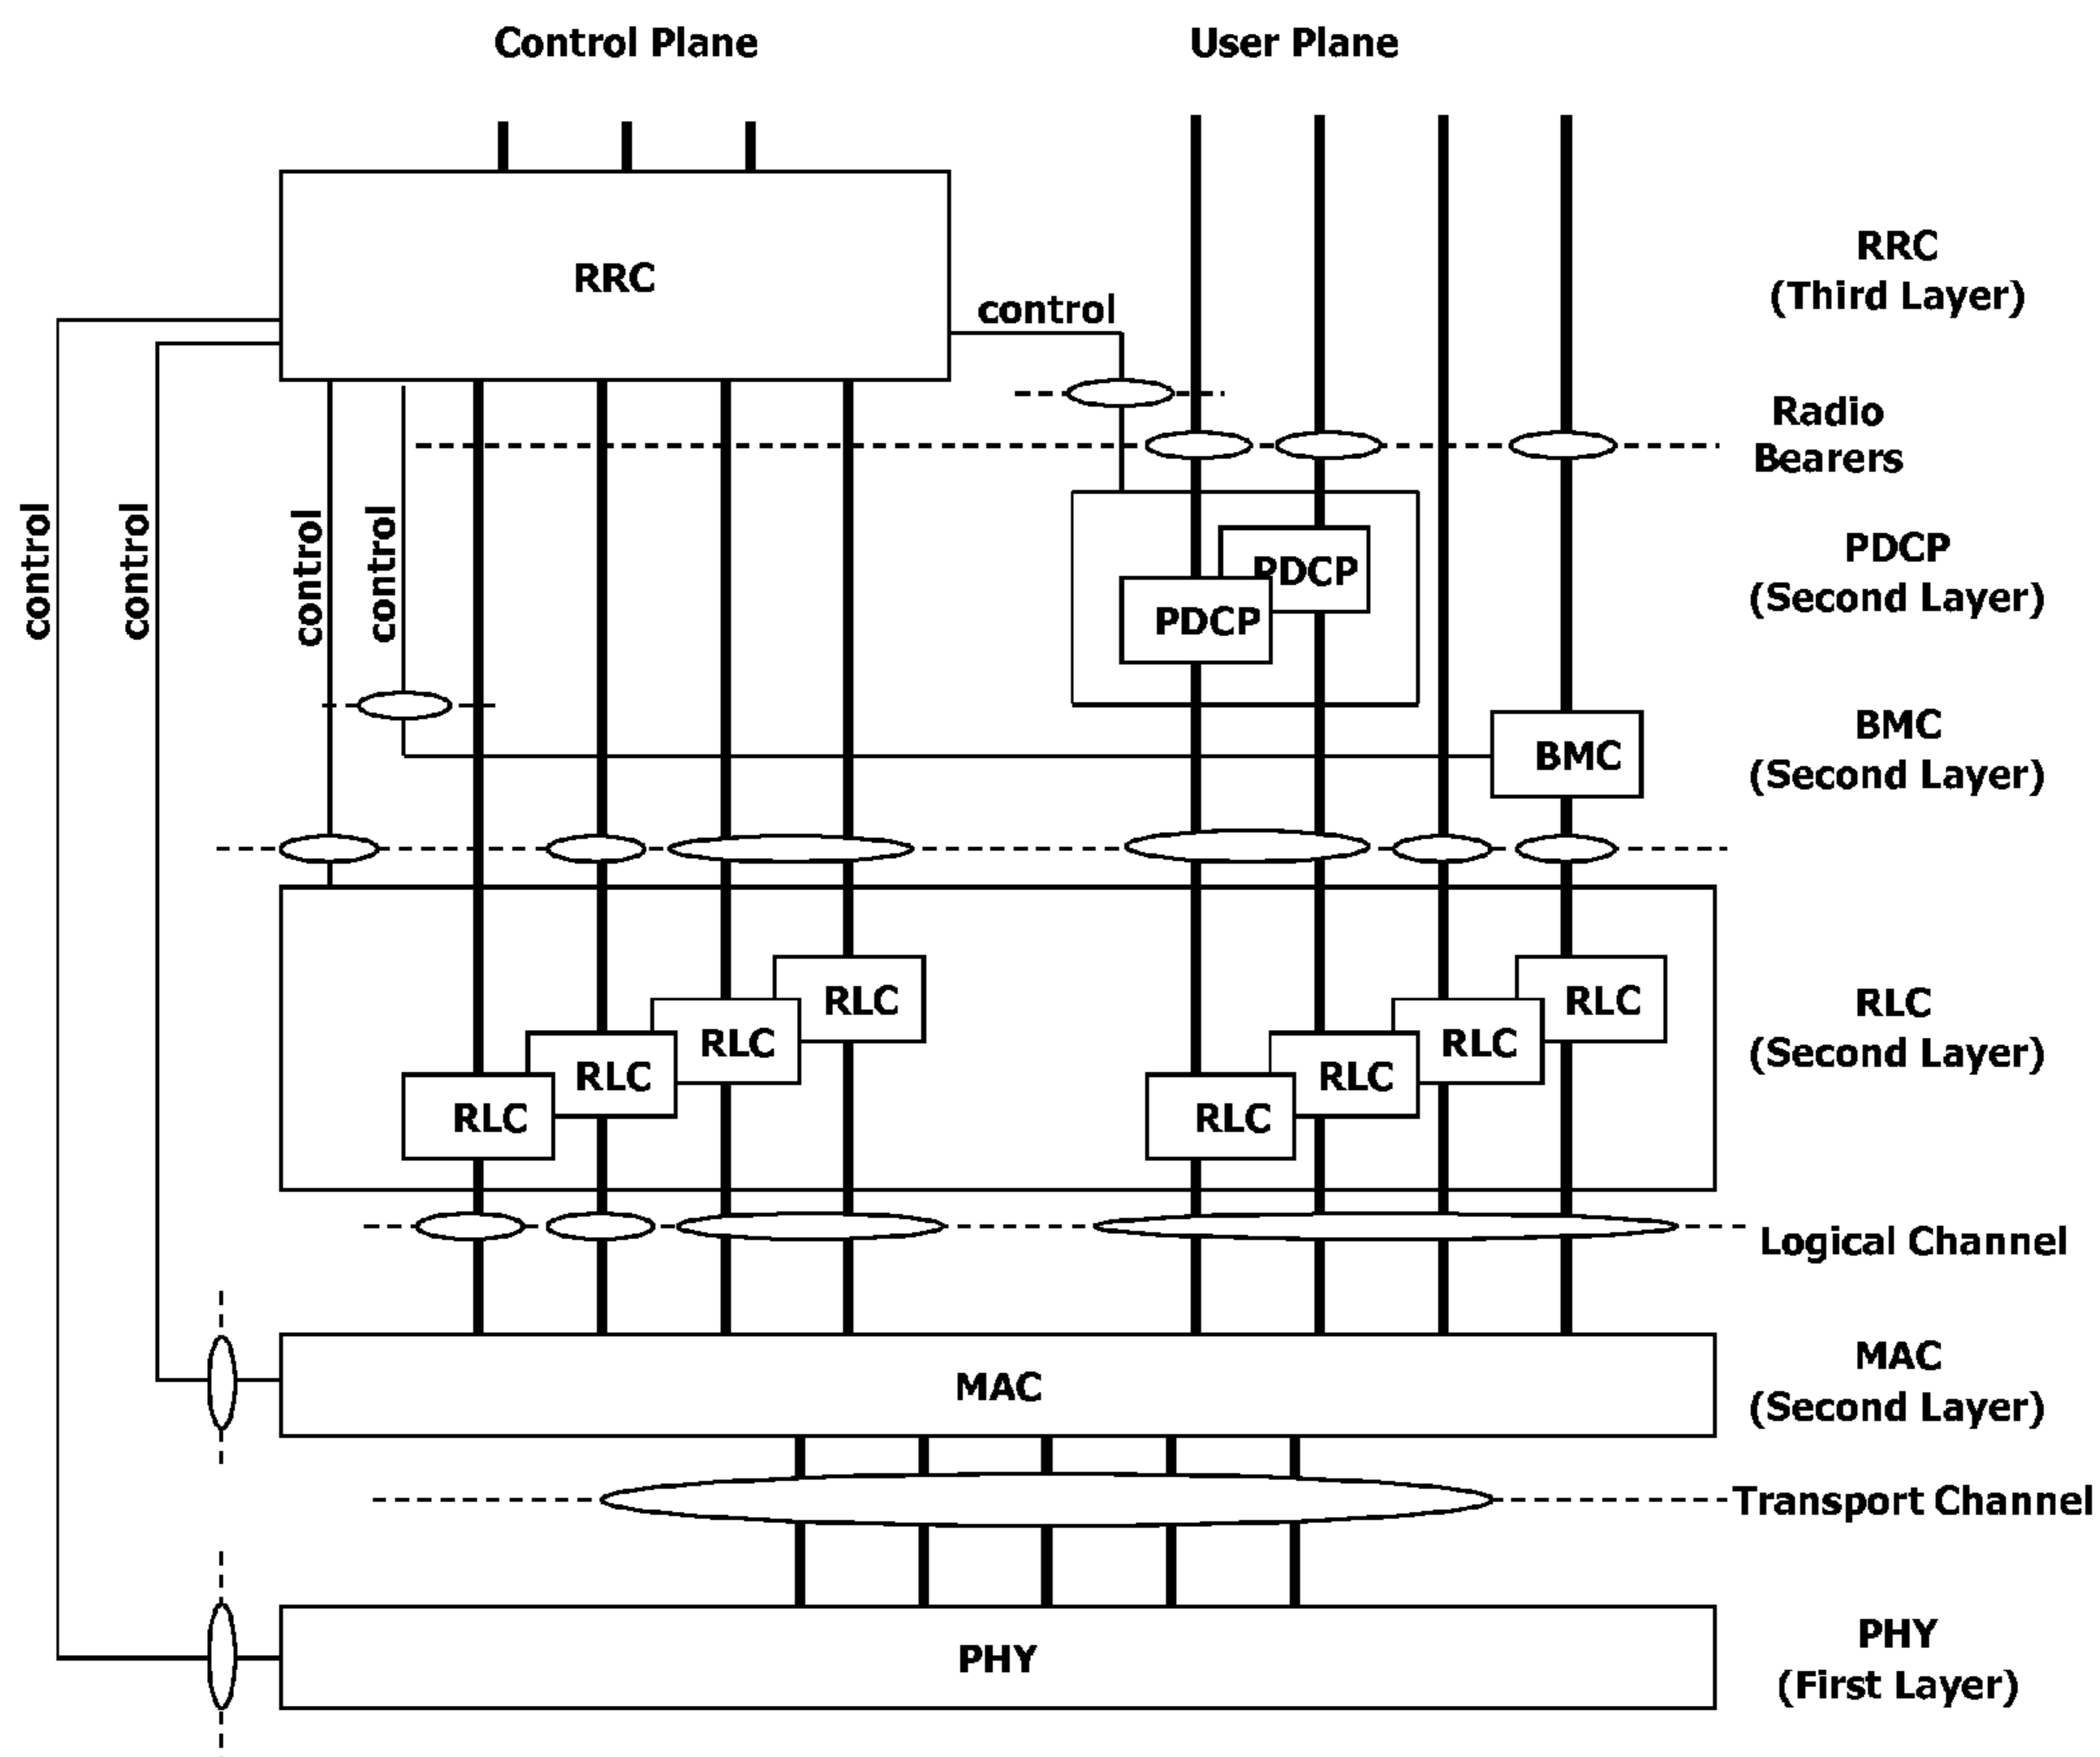 Control Plane
User Plane
RRC
control
RRC
(Third Layer)
Radio
Bearers
control
control
control
control
PDCP
PDCP
PDCP
(Second Layer)
BMC
BMC
(Second Layer)
RLC
RLC
RLC
RLC
RLC
RLC
RLC
RLC
RLC
(Second Layer)
Logical Channel
MAC
MAC
(Second Layer)
Transport Channel
PHY
PHY
(First Layer)